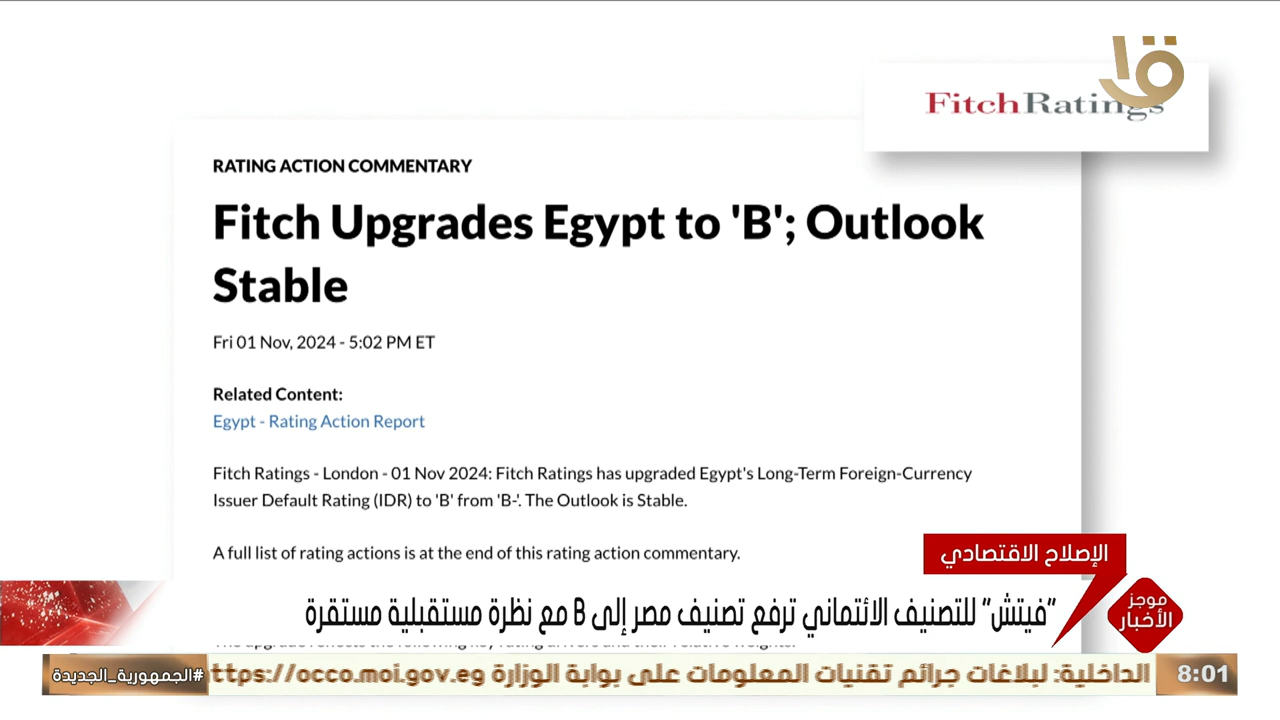 FitchRatings
RATING ACTION COMMENTARY
Fitch Upgrades Egypt to 'B'; Outlook
Stable
Fri 01 Nov, 2024 - 5:02 PM ET
Related Content:
Egypt - Rating Action Report
Fitch Ratings - London - 01 Nov 2024: Fitch Ratings has upgraded Egypt's Long-Term Foreign-Currency
Issuer Default Rating (IDR) to 'B' from 'B-'. The Outlook is Stable.
A full list of rating actions is at the end of this rating action commentary.
الإصلاح الاقتصادي
موجز
الأخبار
"فيتش" للتصنيف الائتماني ترفع تصنيف مصر إلى B مع نظرة مستقبلية مستقرة
8:01
الداخلية: لبلاغات جرائم تقنيات المعلومات على بوابة الوزارة ttps://occo.moi.gov.eg
#الجمهورية_الجديدة